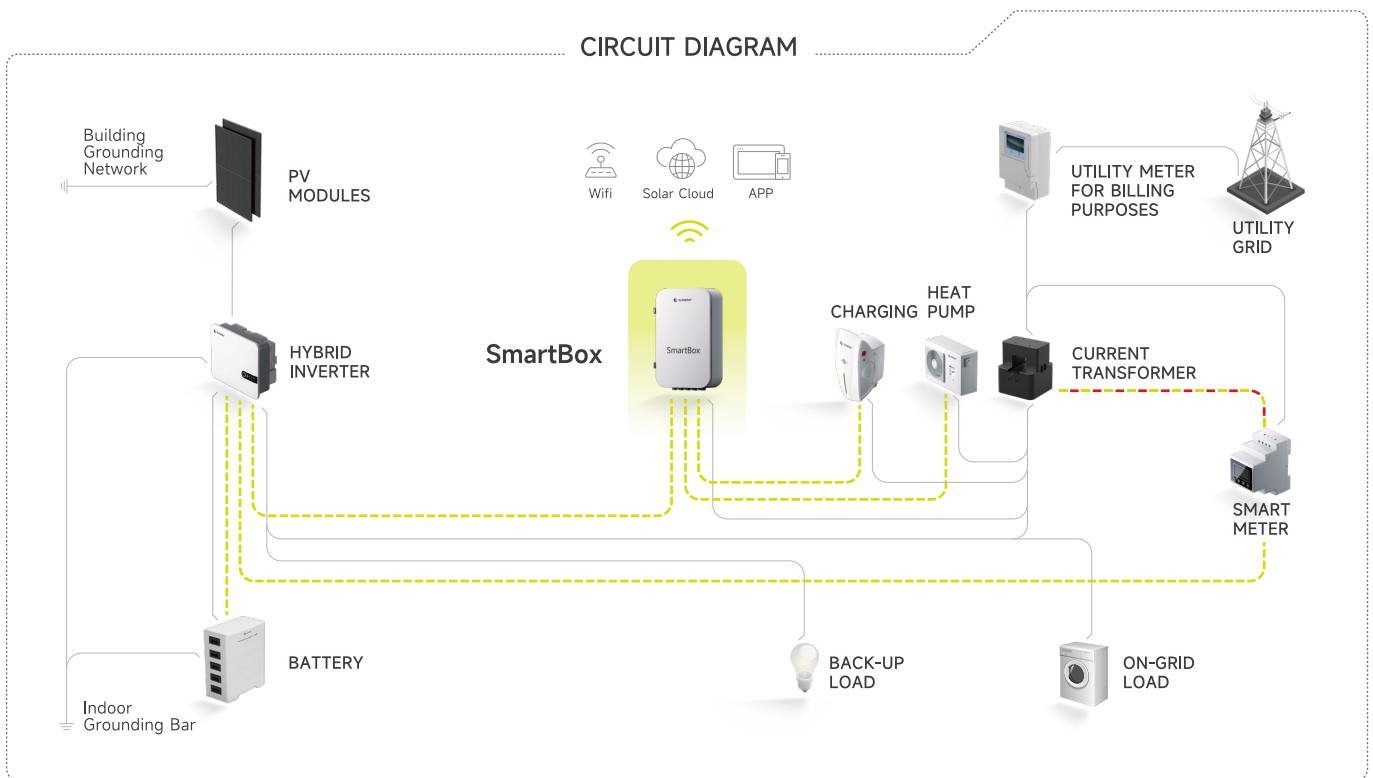 CIRCUIT DIAGRAM
Building
Grounding
Network
PV
MODULES
Wifi
Solar Cloud
APP
UTILITY METER
FOR BILLING
PURPOSES
UTILITY
GRID
HYBRID
INVERTER
SmartBox
SmartBox
CHARGING
HEAT
PUMP
CURRENT
TRANSFORMER
SMART
METER
BATTERY
BACK-UP
LOAD
ON-GRID
LOAD
Indoor
Grounding Bar